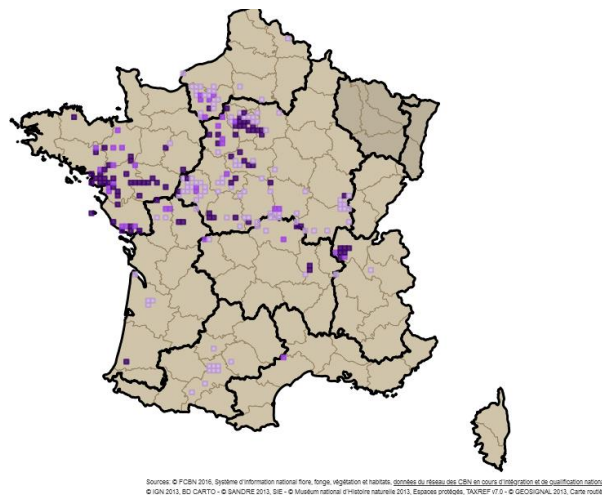 Sources: © FCBN 2016, Système d'information national flore, fonge, végétation et habitats, données du réseau des CBN en cours d'intégration et de qualification nationa
© IGN 2013, BD CARTO - © SANDRE 2013, SIE - © Muséum national d'Histoire naturelle 2013, Espaces protégés, TAXREF v7.0 - © GEOSIGNAL 2013, Carte routiè